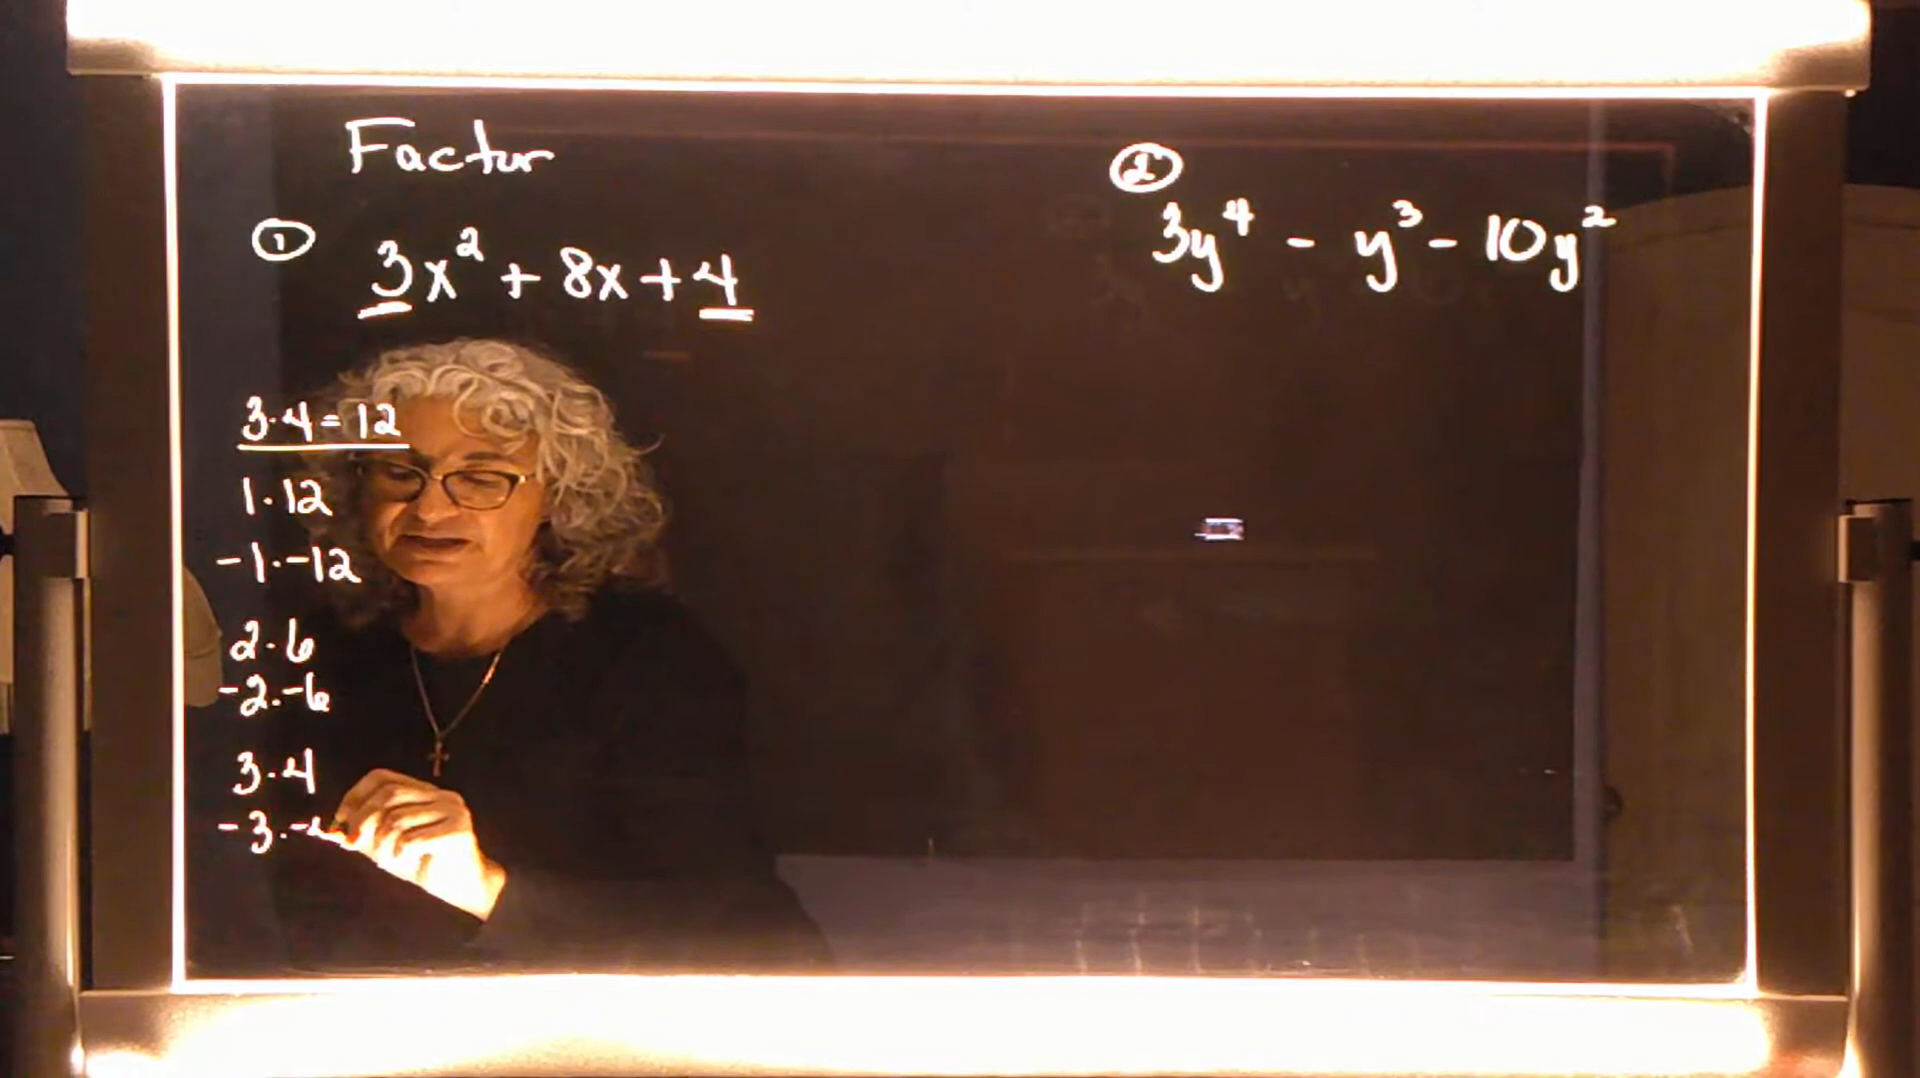 Factor
① 3x² + 8x + 4
3·4 = 12
1·12
-1·-12
2·6
-2·-6
3·4
-3·-4
② 3y⁴ - y³ - 10y²